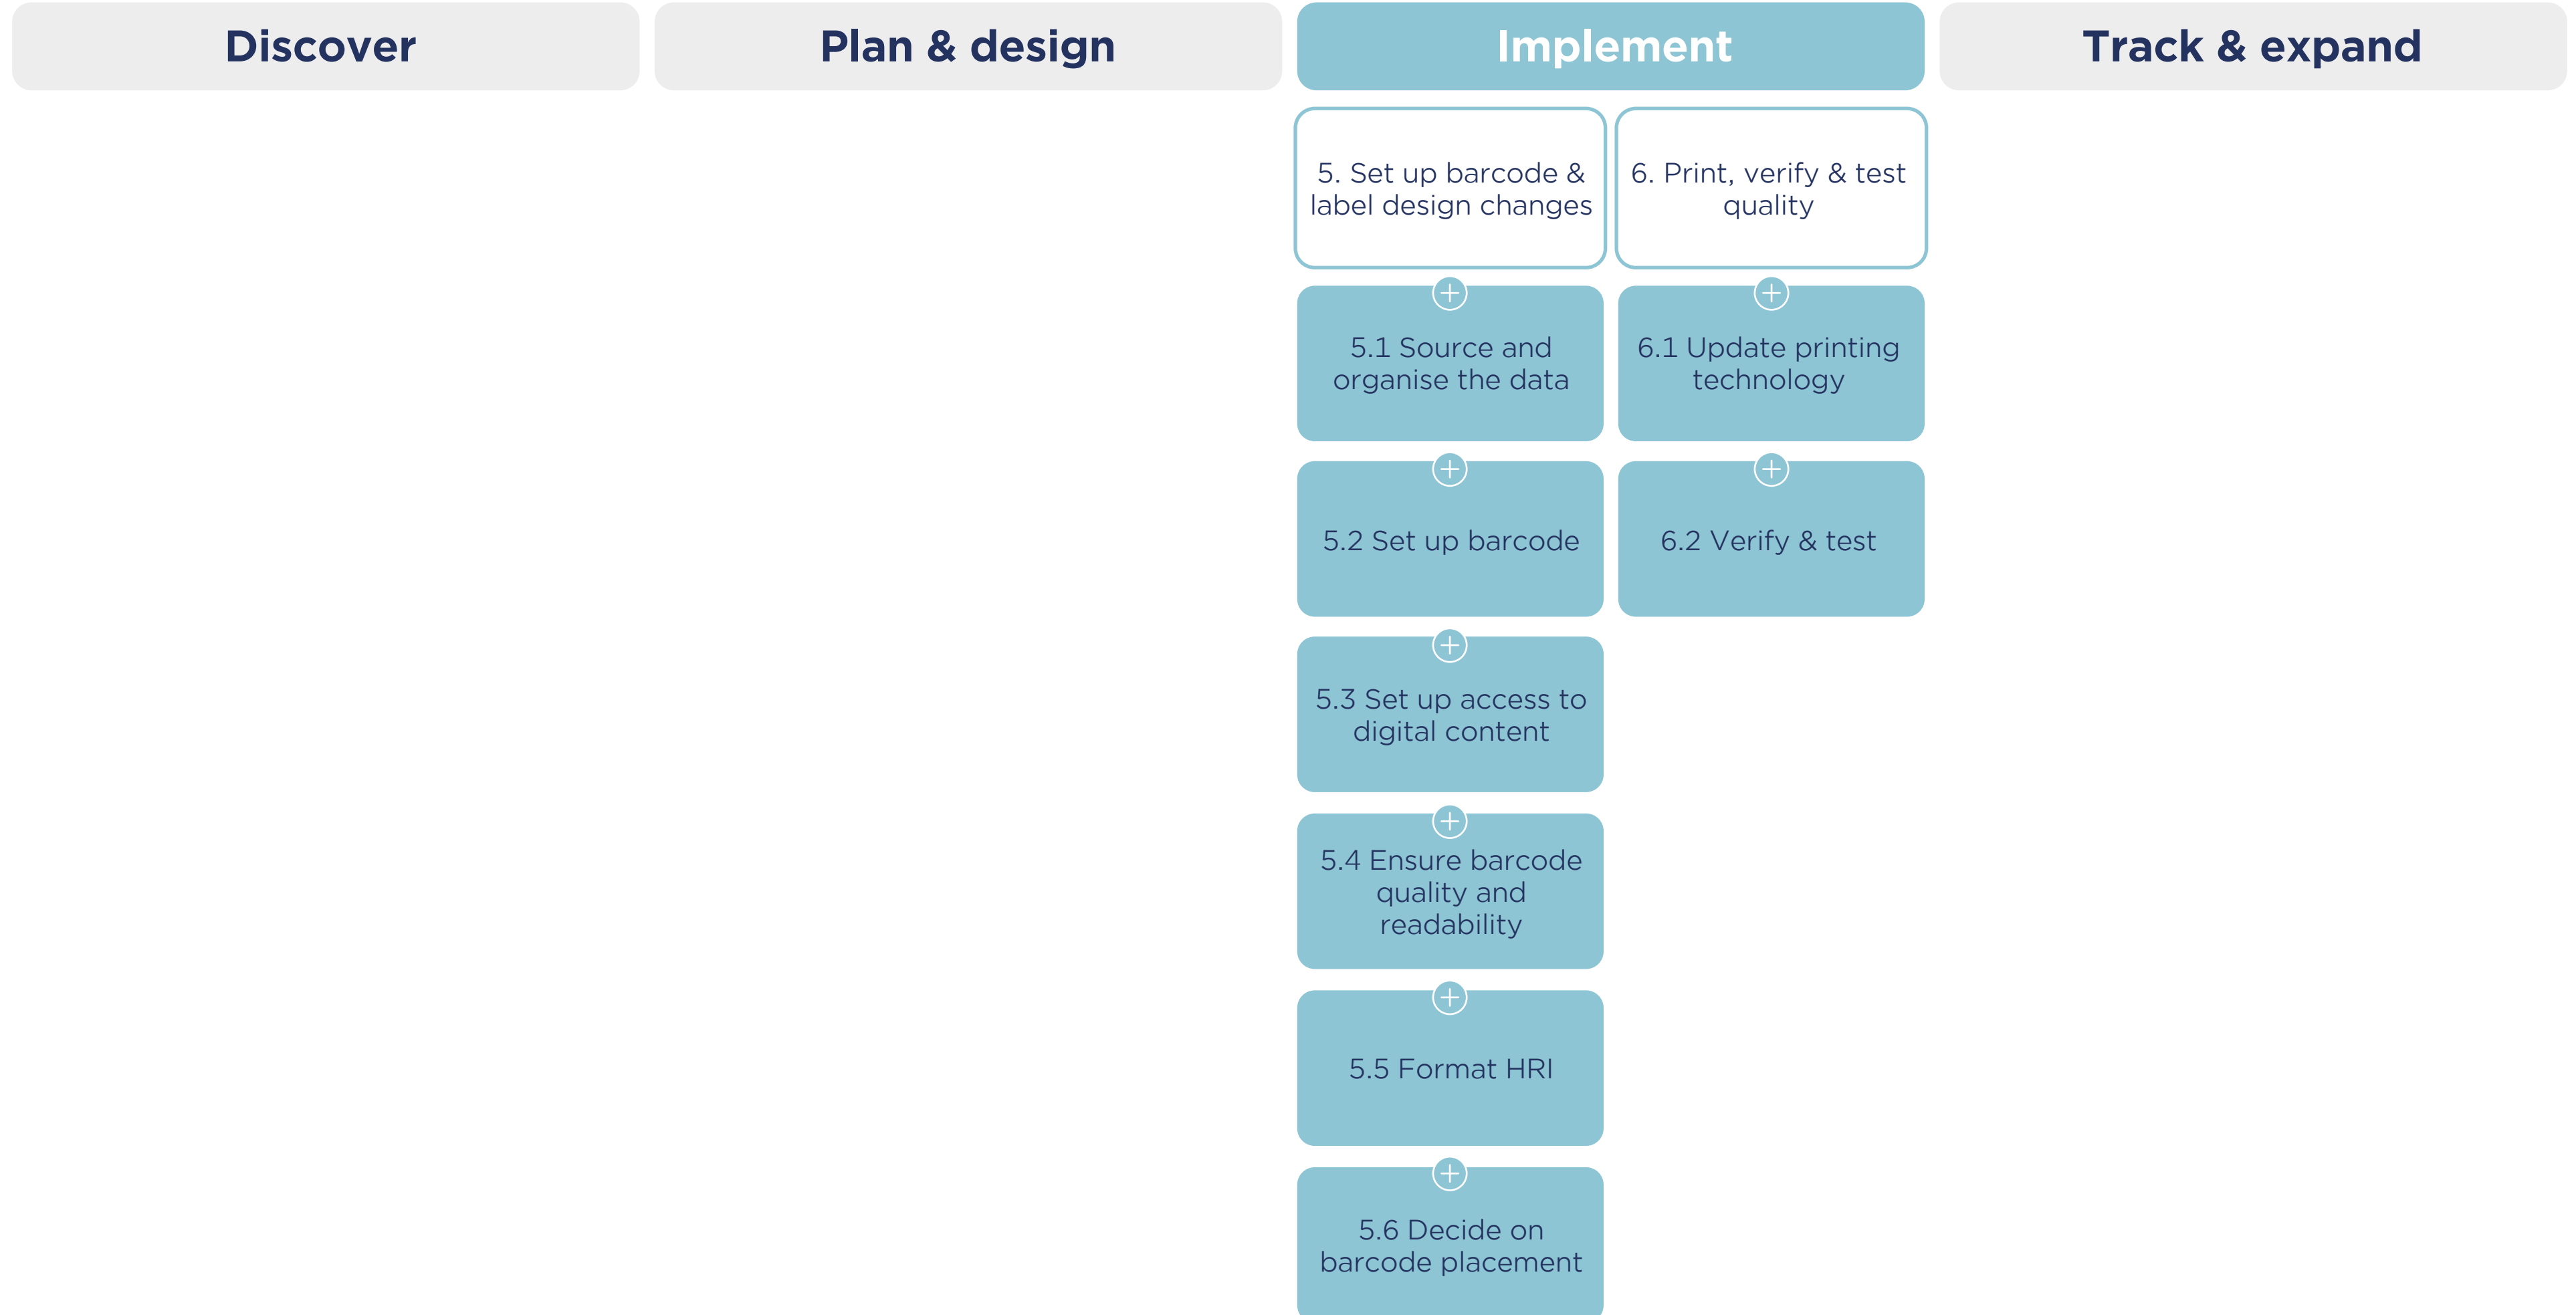 Discover
Plan & design
Implement
Track & expand
5. Set up barcode &
label design changes
6. Print, verify & test
quality
5.1 Source and
organise the data
6.1 Update printing
technology
5.2 Set up barcode
6.2 Verify & test
5.3 Set up access to
digital content
5.4 Ensure barcode
quality and
readability
5.5 Format HRI
5.6 Decide on
barcode placement